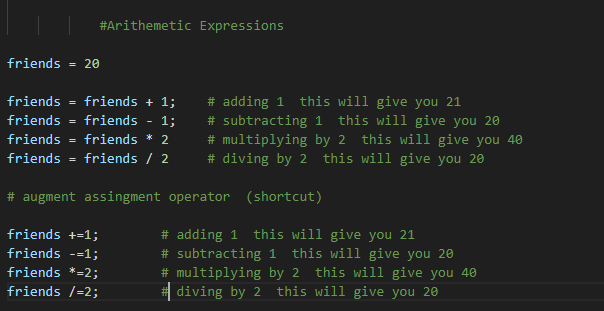 #Arithemetic Expressions
friends = 20
friends = friends + 1;    # adding 1  this will give you 21
friends = friends - 1;    # subtracting 1  this will give you 20
friends = friends * 2     # multiplying by 2  this will give you 40
friends = friends / 2     # diving by 2  this will give you 20
# augment assingment operator  (shortcut)
friends +=1;        # adding 1  this will give you 21
friends -=1;        # subtracting 1  this will give you 20
friends *=2;        # multiplying by 2  this will give you 40
friends /=2;        # diving by 2  this will give you 20